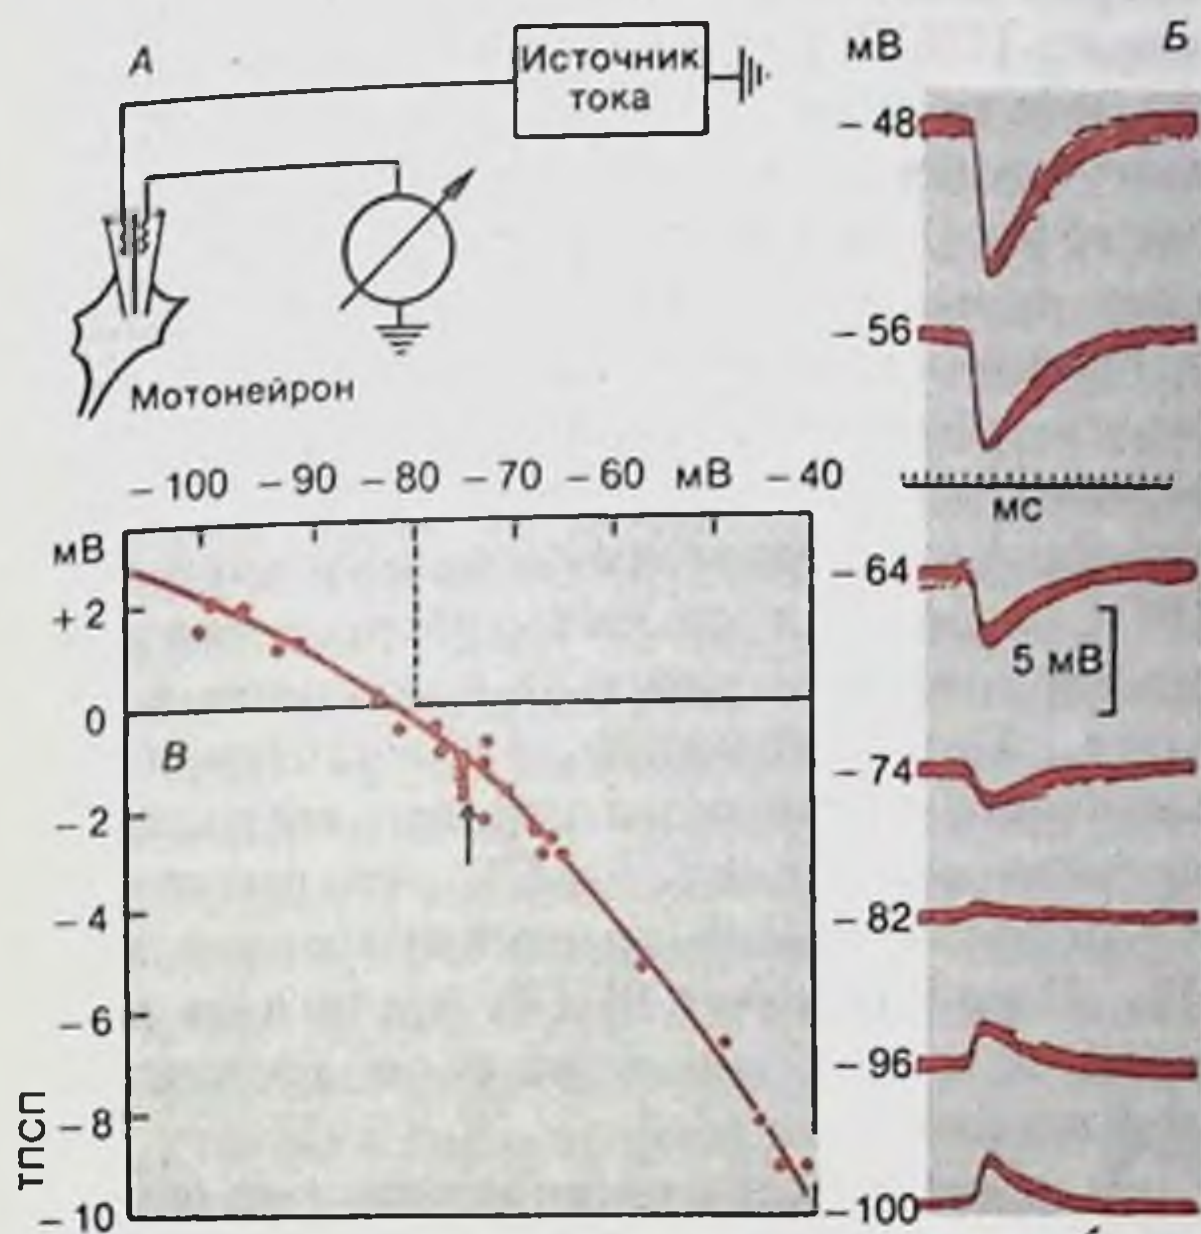 А
Источник
тока
Мотонейрон
мВ
Б
– 48
– 56
мс
– 64
5 мВ
– 74
– 82
– 96
– 100
– 100 – 90 – 80 – 70 – 60 мВ – 40
мВ
+ 2
0
В
– 2
– 4
– 6
– 8
– 10
ТПСП